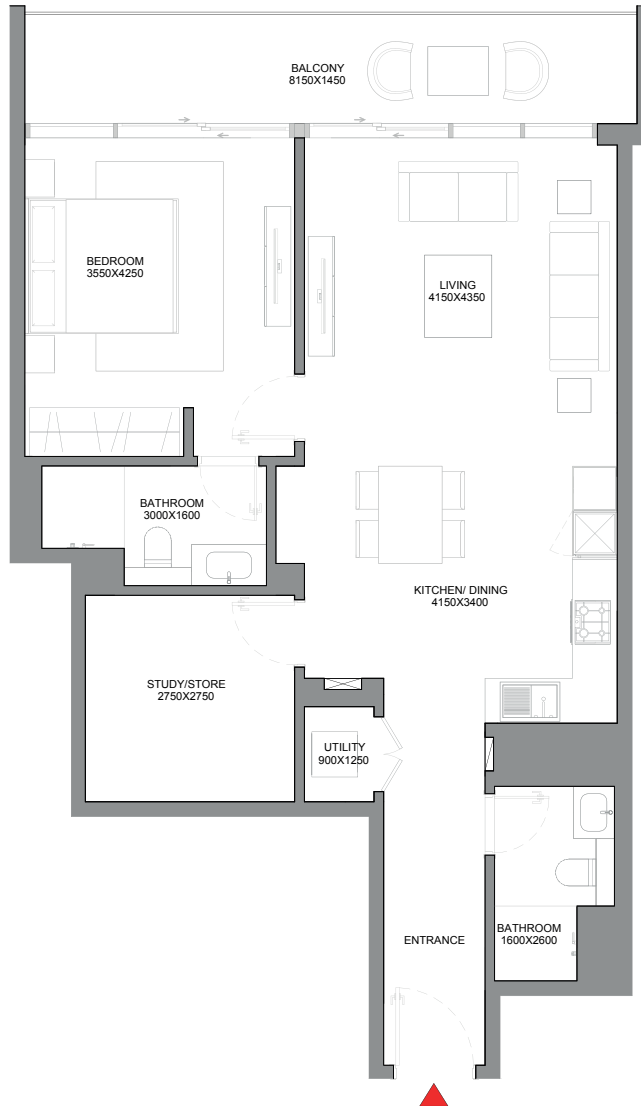 BALCONY
8150X1450
BEDROOM
3550X4250
LIVING
4150X4350
BATHROOM
3000X1600
KITCHEN/ DINING
4150X3400
STUDY/STORE
2750X2750
UTILITY
900X1250
BATHROOM
1600X2600
ENTRANCE